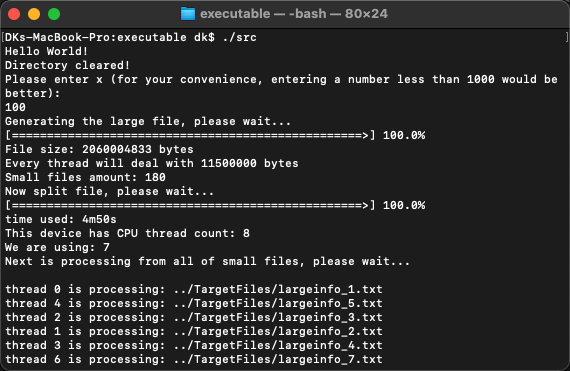 executable — -bash — 80×24
[DKs-MacBook-Pro:executable dk$ ./src ]
Hello World!
Directory cleared!
Please enter x (for your convenience, entering a number less than 1000 would be
better):
100
Generating the large file, please wait...
[==================================================>] 100.0%
File size: 2060004833 bytes
Every thread will deal with 11500000 bytes
Small files amount: 180
Now split file, please wait...
[==================================================>] 100.0%
time used: 4m50s
This device has CPU thread count: 8
We are using: 7
Next is processing from all of small files, please wait...
thread 0 is processing: ../TargetFiles/largeinfo_1.txt
thread 4 is processing: ../TargetFiles/largeinfo_5.txt
thread 2 is processing: ../TargetFiles/largeinfo_3.txt
thread 1 is processing: ../TargetFiles/largeinfo_2.txt
thread 3 is processing: ../TargetFiles/largeinfo_4.txt
thread 6 is processing: ../TargetFiles/largeinfo_7.txt